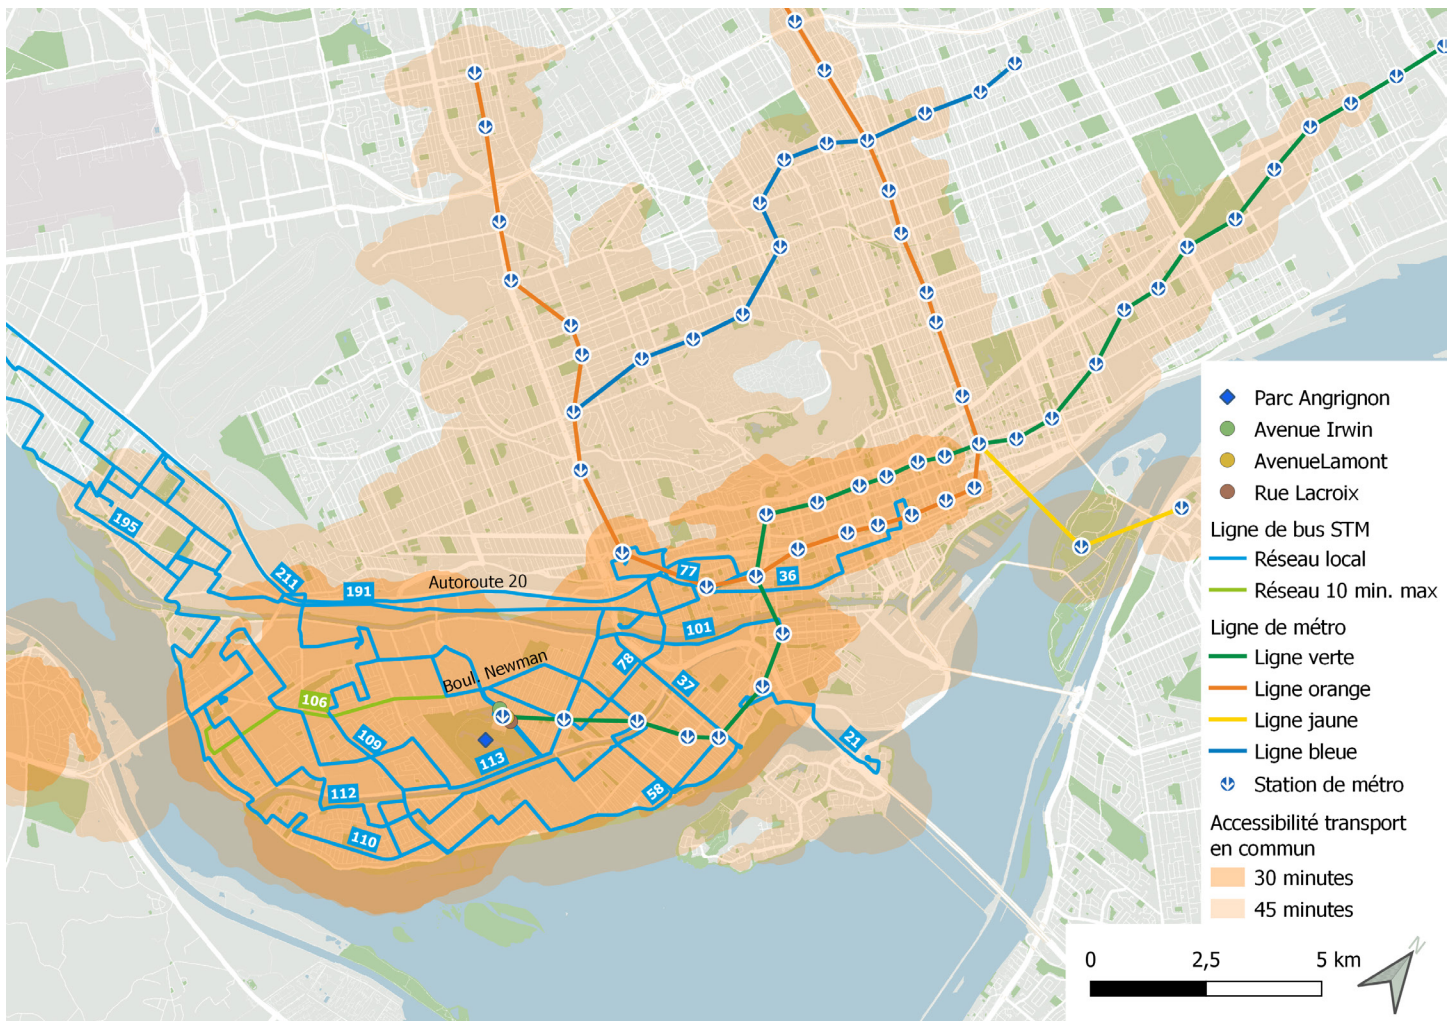 Parc Angrignon
Avenue Irwin
AvenueLamont
Rue Lacroix
Ligne de bus STM
Réseau local
Réseau 10 min. max
Ligne de métro
Ligne verte
Ligne orange
Ligne jaune
Ligne bleue
Station de métro
Accessibilité transport
en commun
30 minutes
45 minutes
0 2,5 5 km
N
195
211
191
Autoroute 20
77
36
101
78
37
Boul. Newman
106
109
113
112
110
58
21